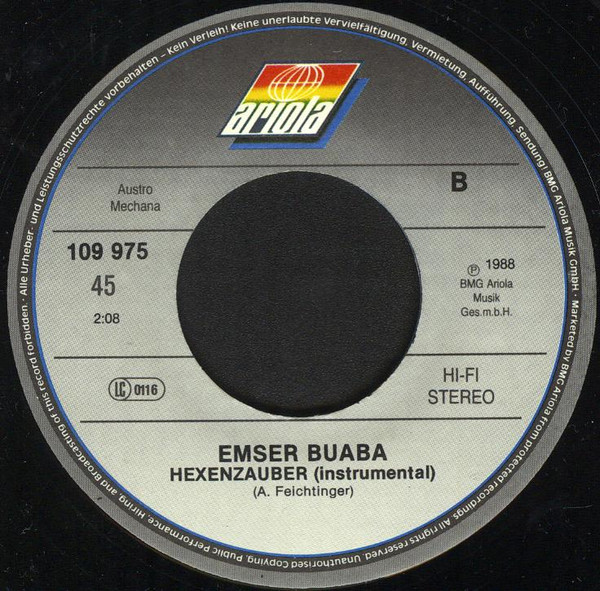 Alle Urheber- und Leistungsschutzrechte vorbehalten – Kein Verleih! Keine unerlaubte Vervielfältigung, Vermietung, Aufführung, Sendung! BMG Ariola Musik GmbH · Marketed by BMG Ariola from protected recordings. All rights reserved. Unauthorised Copying, Public Performance, Hiring, and Broadcasting of this record forbidden ·
ariola
Austro
Mechana
B
109 975
45
2:08
℗ 1988
BMG Ariola
Musik
Ges.m.b.H.
LC 0116
HI-FI
STEREO
EMSER BUABA
HEXENZAUBER (instrumental)
(A. Feichtinger)